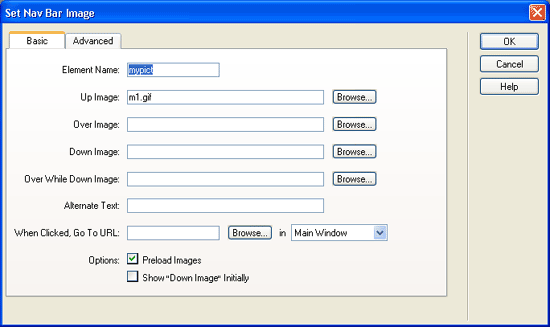 Set Nav Bar Image
Basic Advanced
OK
Cancel
Help
Element Name: mypict
Up Image: m1.gif Browse...
Over Image: Browse...
Down Image: Browse...
Over While Down Image: Browse...
Alternate Text:
When Clicked, Go To URL: Browse... in Main Window
Options: Preload Images
Show "Down Image" Initially